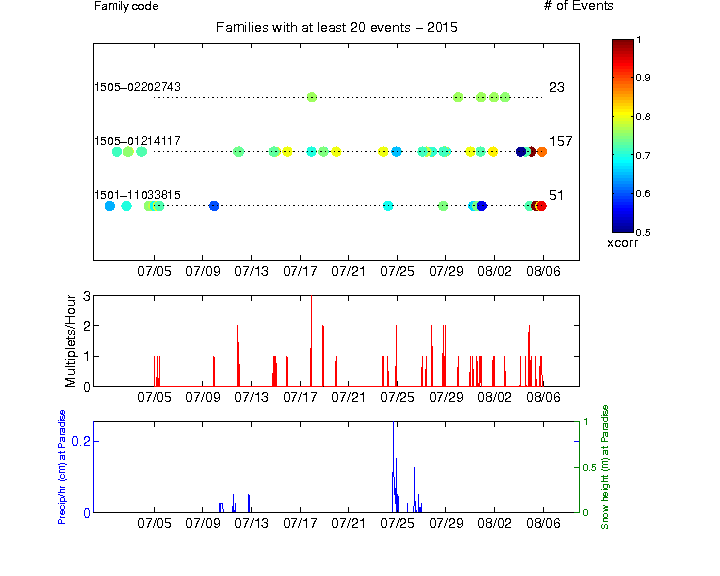 Family code
# of Events
Families with at least 20 events − 2015
1505−02202743
23
1505−01214117
157
1501−11033815
51
07/05 07/09 07/13 07/17 07/21 07/25 07/29 08/02 08/06
1
0.9
0.8
0.7
0.6
0.5
xcorr
Multiplets/Hour
3
2
1
0
07/05 07/09 07/13 07/17 07/21 07/25 07/29 08/02 08/06
Precip/hr (cm) at Paradise
0.2
0
1
0.5
0
Snow height (m) at Paradise
07/05 07/09 07/13 07/17 07/21 07/25 07/29 08/02 08/06